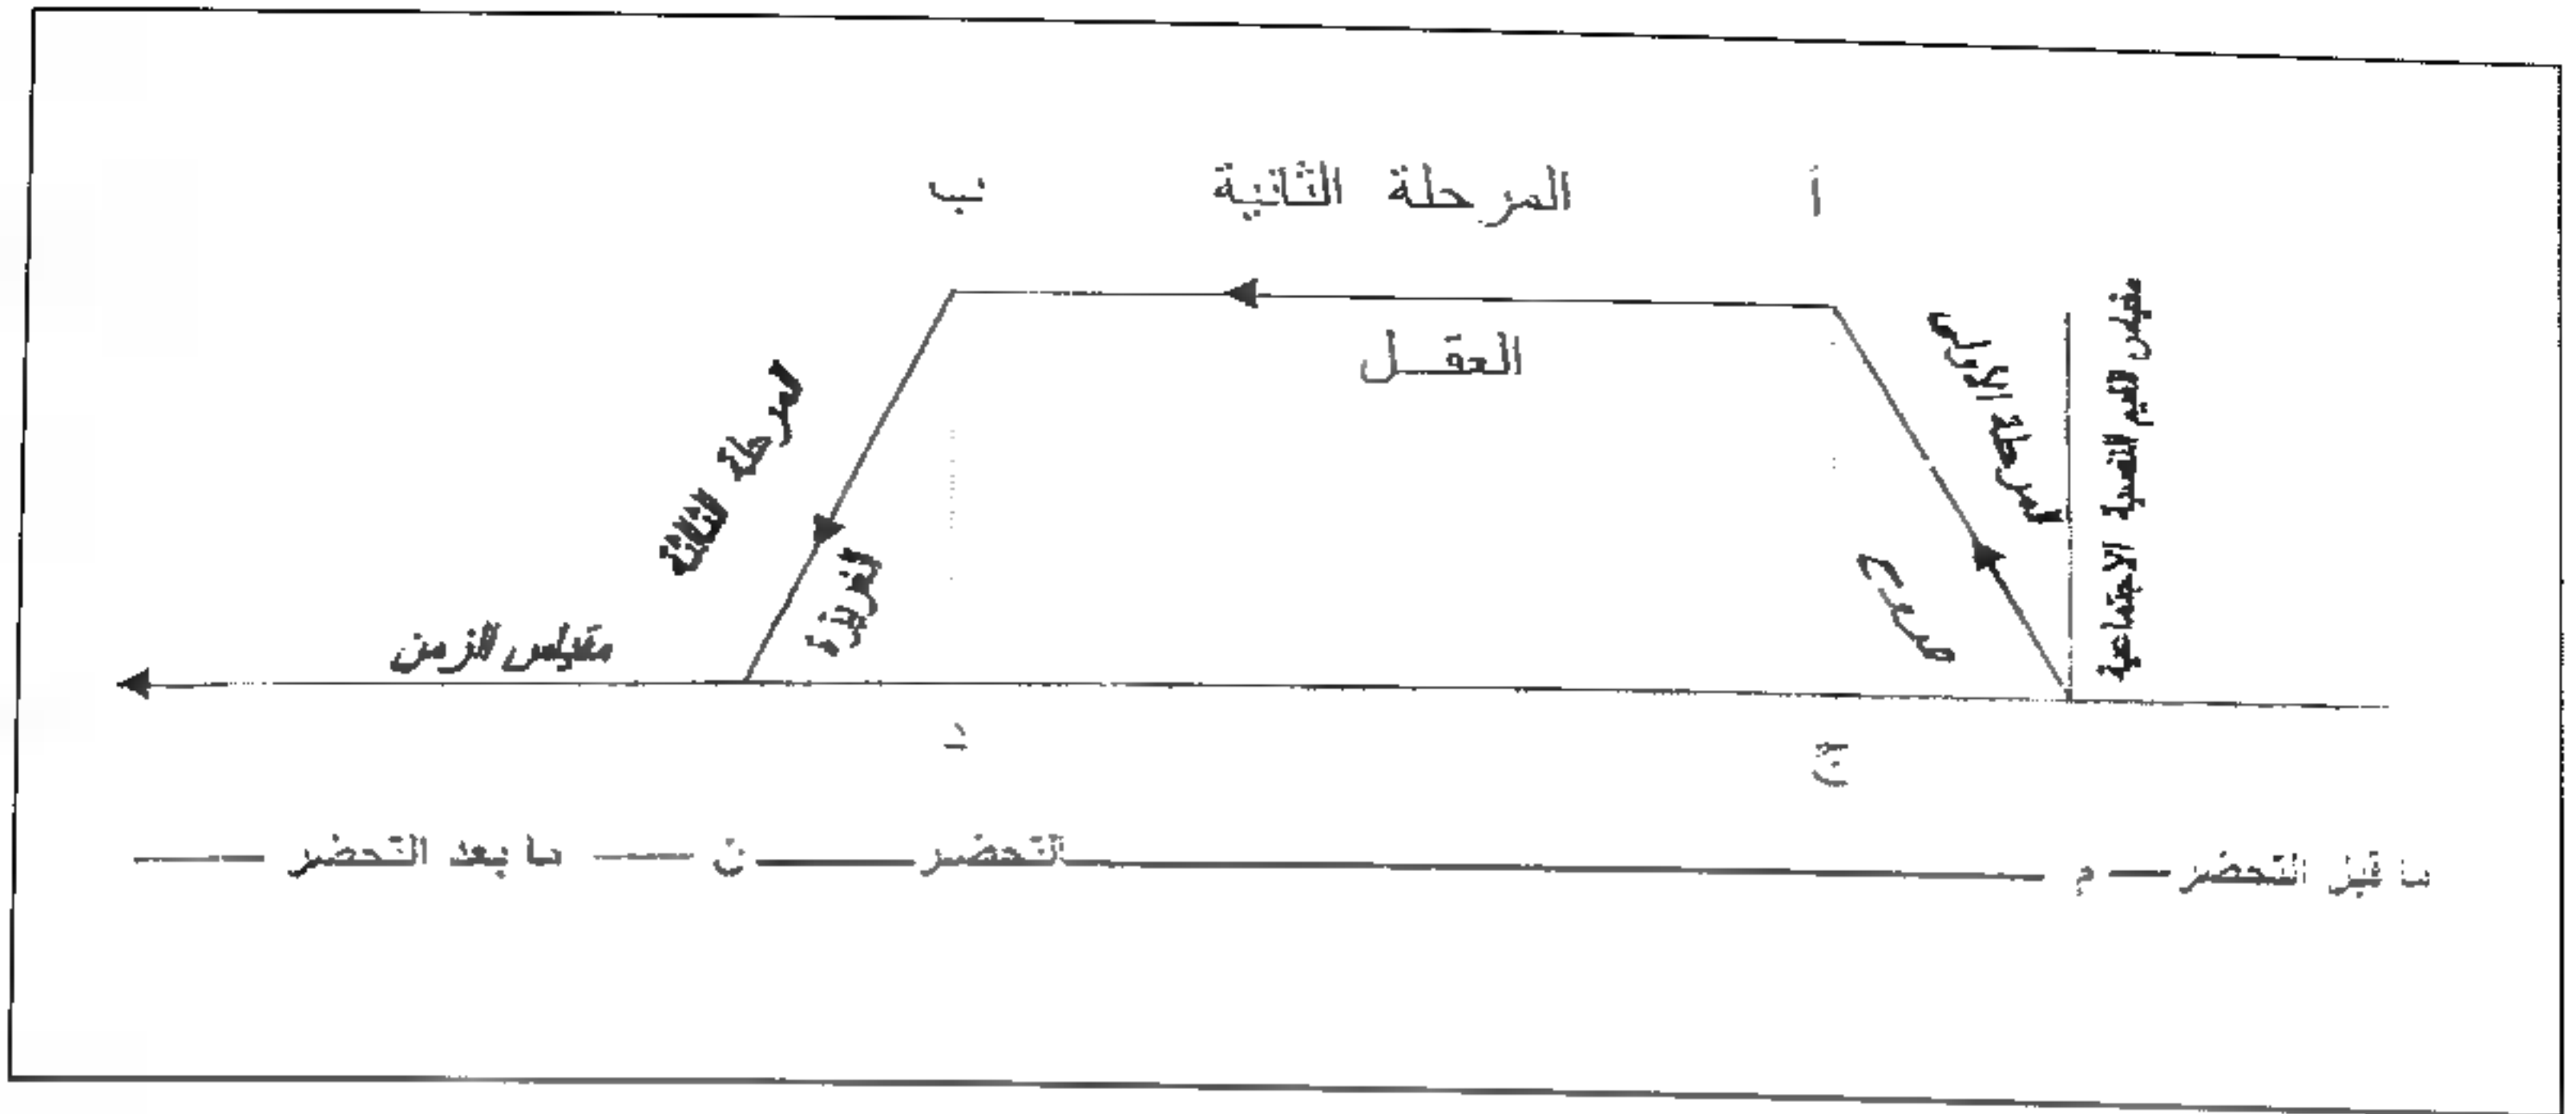 أ المرحلة الثانية ب
مقياس القيم النفسية الاجتماعية
المرحلة الأولى
العقل
المرحلة الثالثة
الروح
الغريزة
مقياس الزمن
ج د
ما قبل التحضر — م — التحضر — ن — ما بعد التحضر